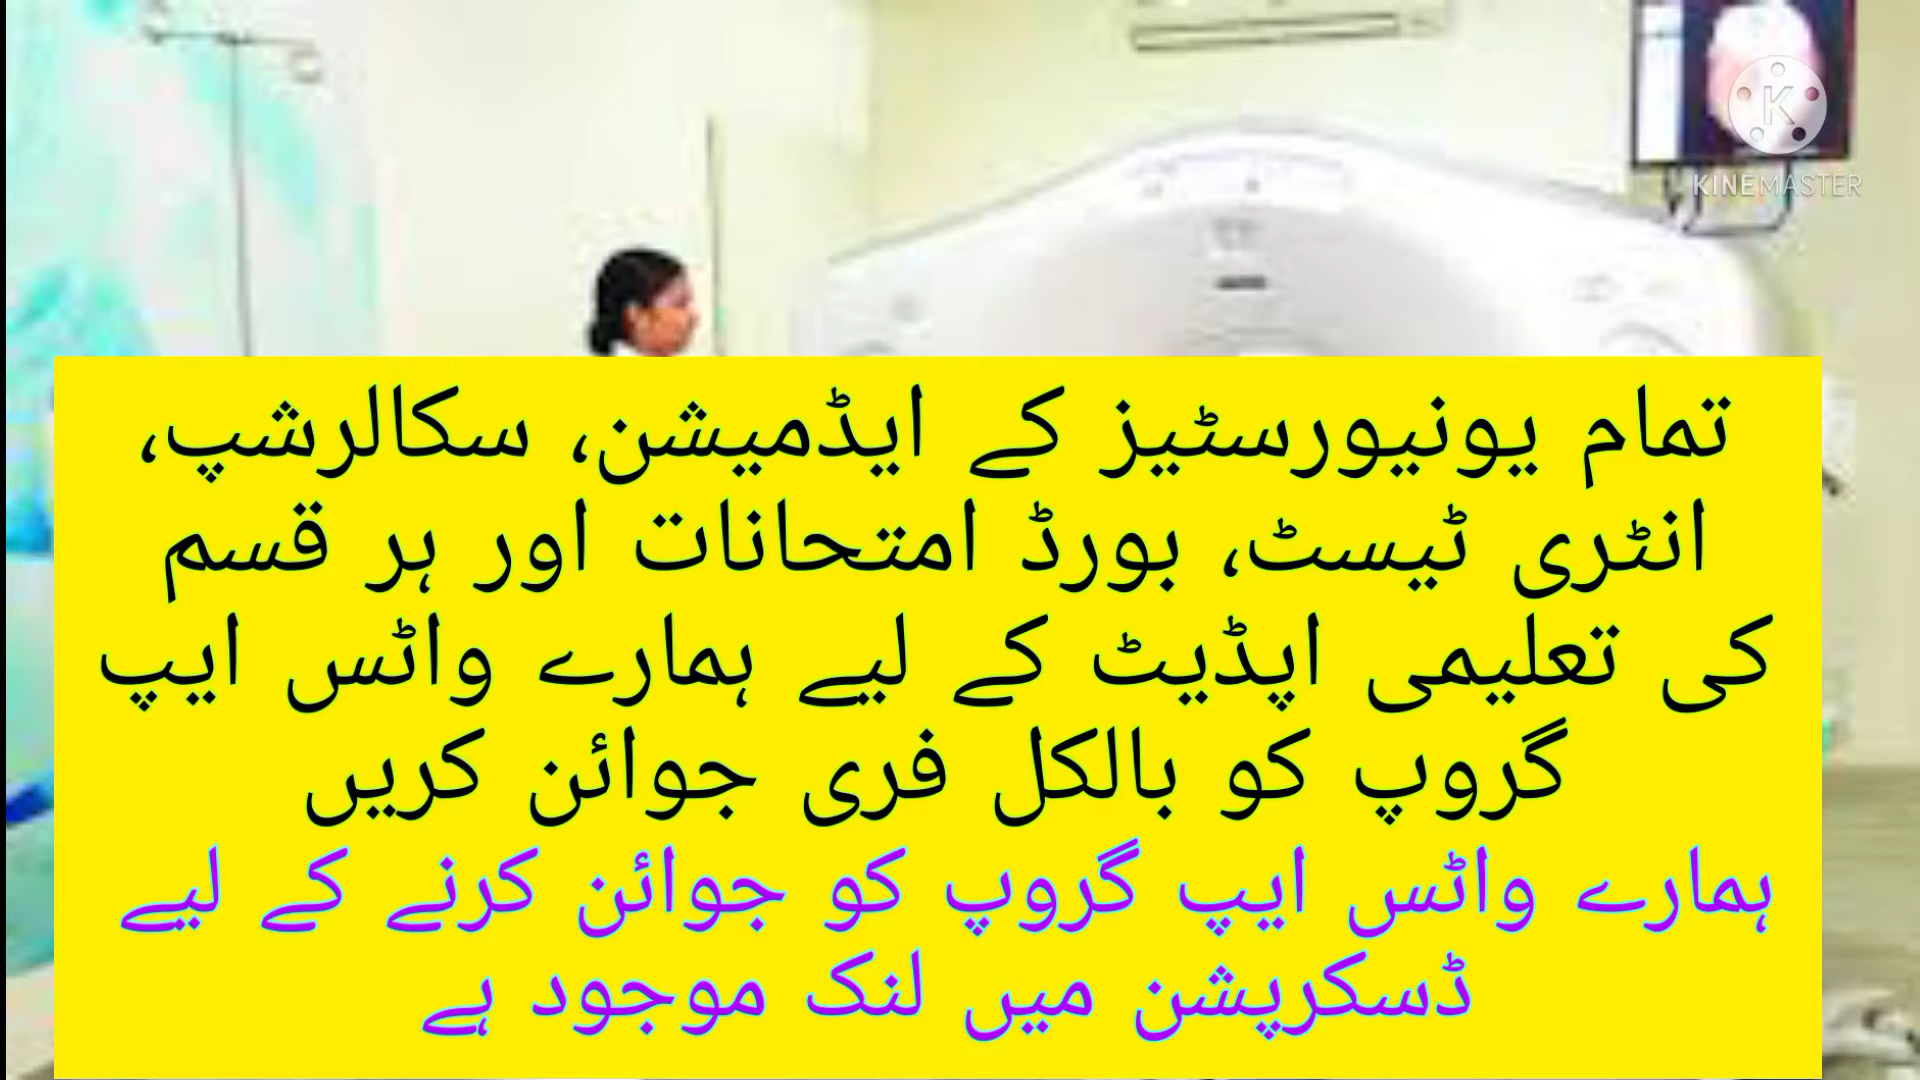 KINEMASTER
تمام یونیورسٹیز کے ایڈمیشن، سکالرشپ،
انٹری ٹیسٹ، بورڈ امتحانات اور ہر قسم
کی تعلیمی اپڈیٹ کے لیے ہمارے واٹس ایپ
گروپ کو بالکل فری جوائن کریں
ہمارے واٹس ایپ گروپ کو جوائن کرنے کے لیے
ڈسکرپشن میں لنک موجود ہے